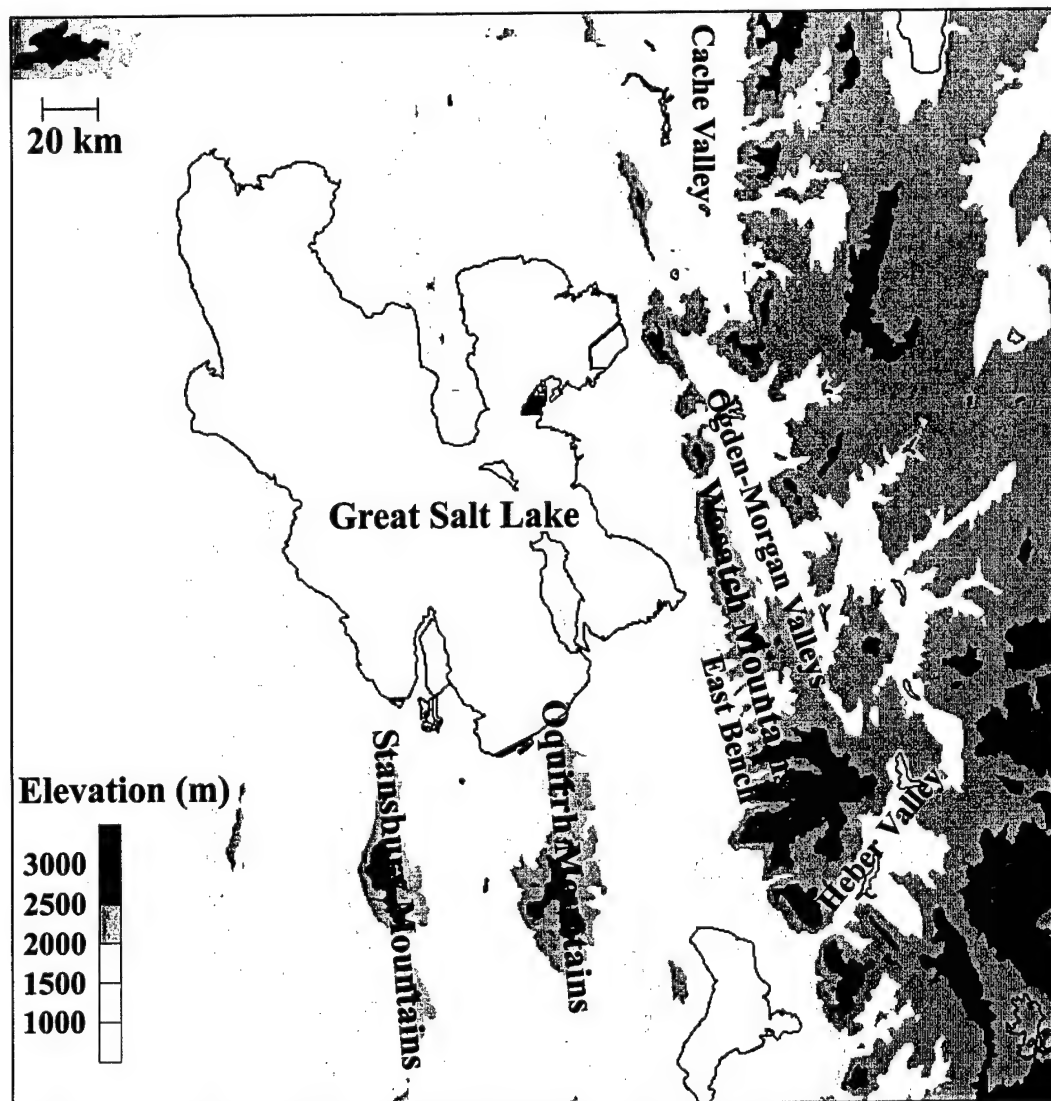 Cache Valley
20 km
Great Salt Lake
Ogden-Morgan Valleys
Wasatch Mountains
East Bench
Oquirrh Mountains
Stansbury Mountains
Heber Valley
Elevation (m)
3000
2500
2000
1500
1000